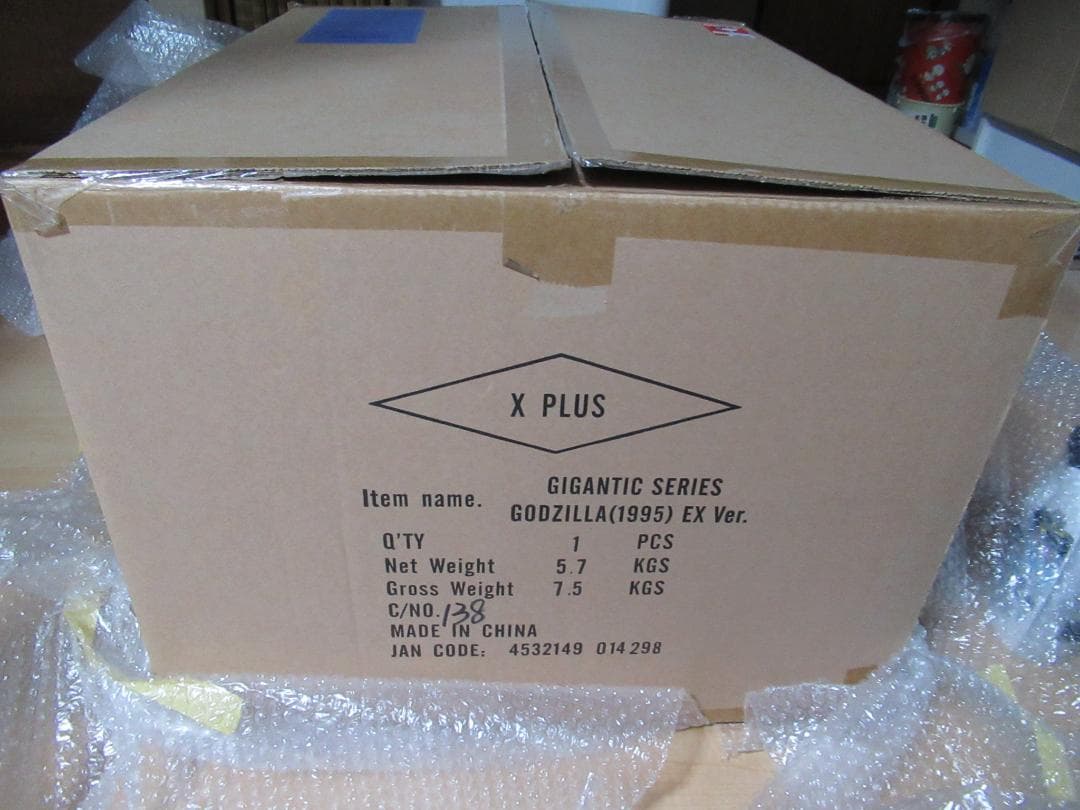 X PLUS
Item name. GIGANTIC SERIES
GODZILLA(1995) EX Ver.
Q'TY 1 PCS
Net Weight 5.7 KGS
Gross Weight 7.5 KGS
C/NO. 138
MADE IN CHINA
JAN CODE: 4532149 014298